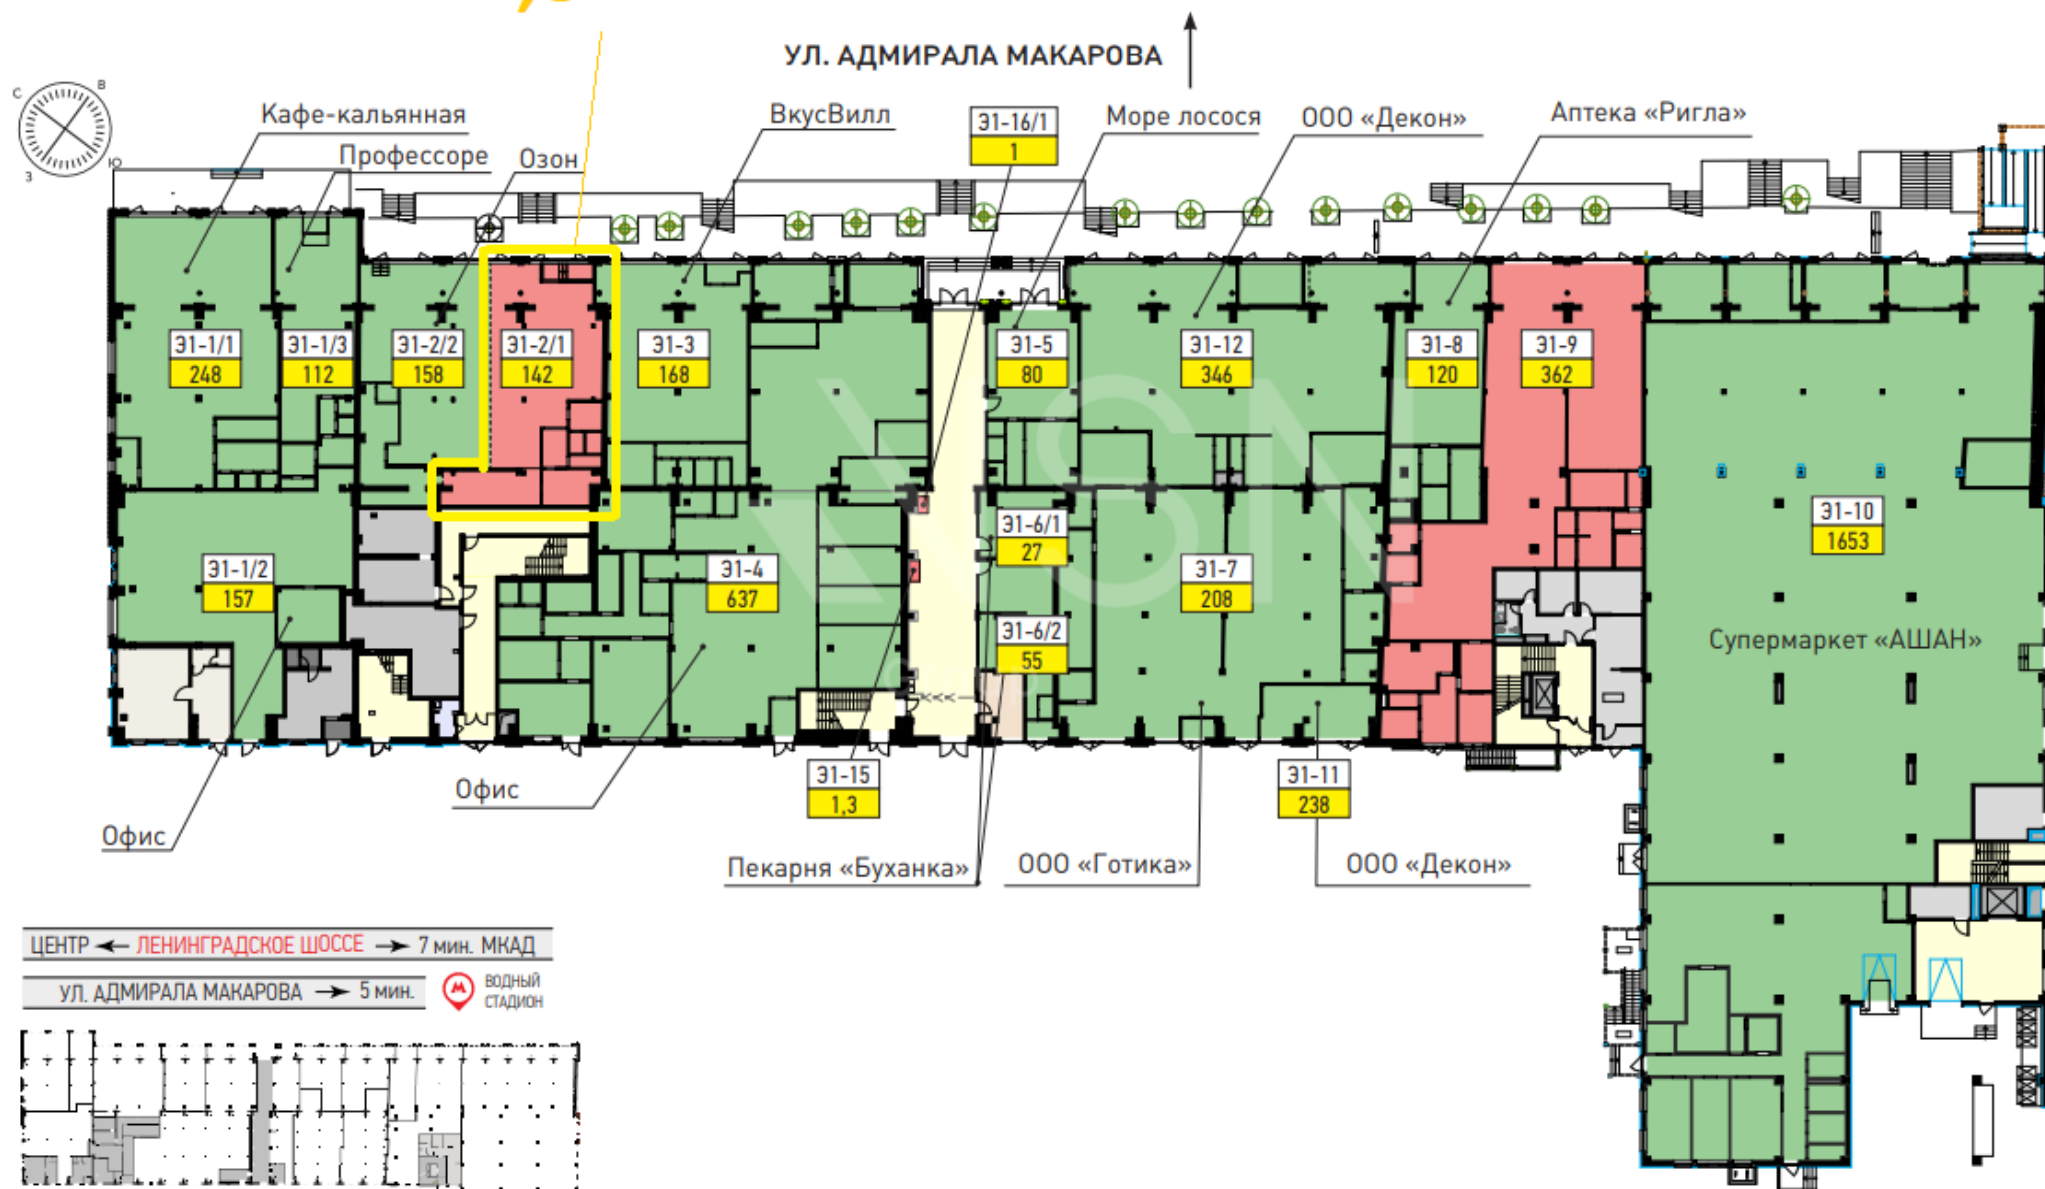 УЛ. АДМИРАЛА МАКАРОВА
С
В
Ю
З
Кафе-кальянная
Профессоре
Озон
ВкусВилл
Э1-16/1
1
Море лосося
ООО «Декон»
Аптека «Ригла»
Э1-1/1
248
Э1-1/3
112
Э1-2/2
158
Э1-2/1
142
Э1-3
168
Э1-5
80
Э1-12
346
Э1-8
120
Э1-9
362
Э1-10
1653
Супермаркет «АШАН»
Э1-1/2
157
Э1-4
637
Э1-6/1
27
Э1-6/2
55
Э1-7
208
Э1-15
1,3
Э1-11
238
Офис
Офис
Пекарня «Буханка»
ООО «Готика»
ООО «Декон»
ЦЕНТР ← ЛЕНИНГРАДСКОЕ ШОССЕ → 7 мин. МКАД
УЛ. АДМИРАЛА МАКАРОВА → 5 мин.
М
ВОДНЫЙ
СТАДИОН